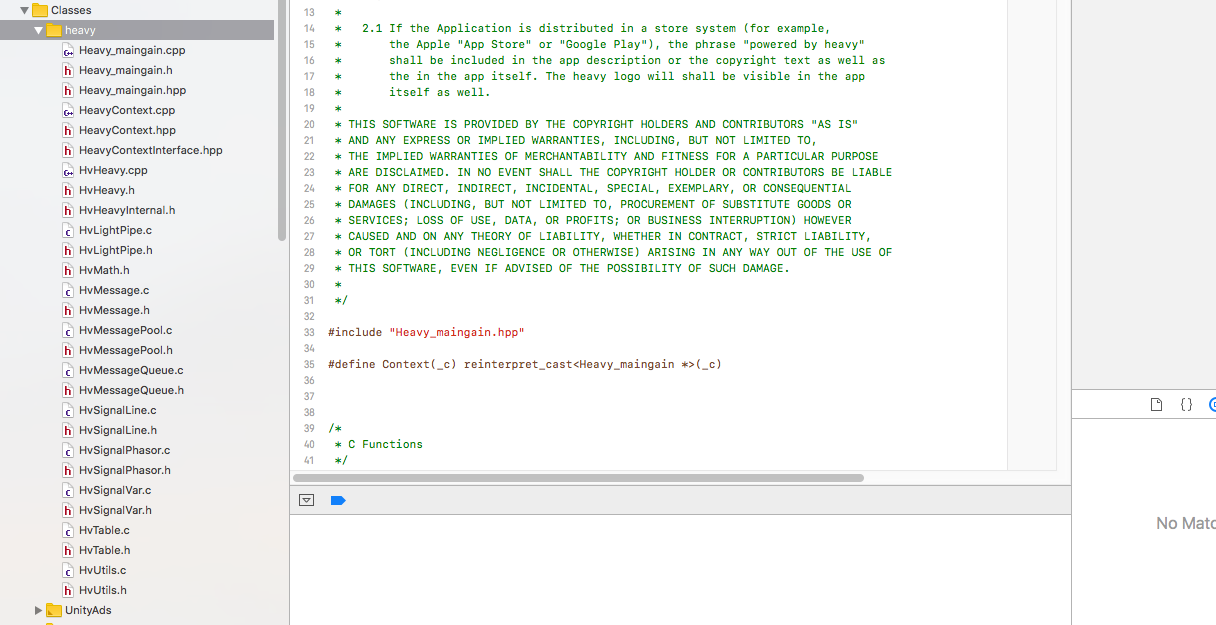 Classes
heavy
Heavy_maingain.cpp
Heavy_maingain.h
Heavy_maingain.hpp
HeavyContext.cpp
HeavyContext.hpp
HeavyContextInterface.hpp
HvHeavy.cpp
HvHeavy.h
HvHeavyInternal.h
HvLightPipe.c
HvLightPipe.h
HvMath.h
HvMessage.c
HvMessage.h
HvMessagePool.c
HvMessagePool.h
HvMessageQueue.c
HvMessageQueue.h
HvSignalLine.c
HvSignalLine.h
HvSignalPhasor.c
HvSignalPhasor.h
HvSignalVar.c
HvSignalVar.h
HvTable.c
HvTable.h
HvUtils.c
HvUtils.h
UnityAds
13 *
14 * 2.1 If the Application is distributed in a store system (for example,
15 * the Apple "App Store" or "Google Play"), the phrase "powered by heavy"
16 * shall be included in the app description or the copyright text as well as
17 * the in the app itself. The heavy logo will shall be visible in the app
18 * itself as well.
19 *
20 * THIS SOFTWARE IS PROVIDED BY THE COPYRIGHT HOLDERS AND CONTRIBUTORS "AS IS"
21 * AND ANY EXPRESS OR IMPLIED WARRANTIES, INCLUDING, BUT NOT LIMITED TO,
22 * THE IMPLIED WARRANTIES OF MERCHANTABILITY AND FITNESS FOR A PARTICULAR PURPOSE
23 * ARE DISCLAIMED. IN NO EVENT SHALL THE COPYRIGHT HOLDER OR CONTRIBUTORS BE LIABLE
24 * FOR ANY DIRECT, INDIRECT, INCIDENTAL, SPECIAL, EXEMPLARY, OR CONSEQUENTIAL
25 * DAMAGES (INCLUDING, BUT NOT LIMITED TO, PROCUREMENT OF SUBSTITUTE GOODS OR
26 * SERVICES; LOSS OF USE, DATA, OR PROFITS; OR BUSINESS INTERRUPTION) HOWEVER
27 * CAUSED AND ON ANY THEORY OF LIABILITY, WHETHER IN CONTRACT, STRICT LIABILITY,
28 * OR TORT (INCLUDING NEGLIGENCE OR OTHERWISE) ARISING IN ANY WAY OUT OF THE USE OF
29 * THIS SOFTWARE, EVEN IF ADVISED OF THE POSSIBILITY OF SUCH DAMAGE.
30 *
31 */
32
33 #include "Heavy_maingain.hpp"
34
35 #define Context(_c) reinterpret_cast<Heavy_maingain *>(_c)
36
37
38
39 /*
40 * C Functions
41 */
{}
No Matc